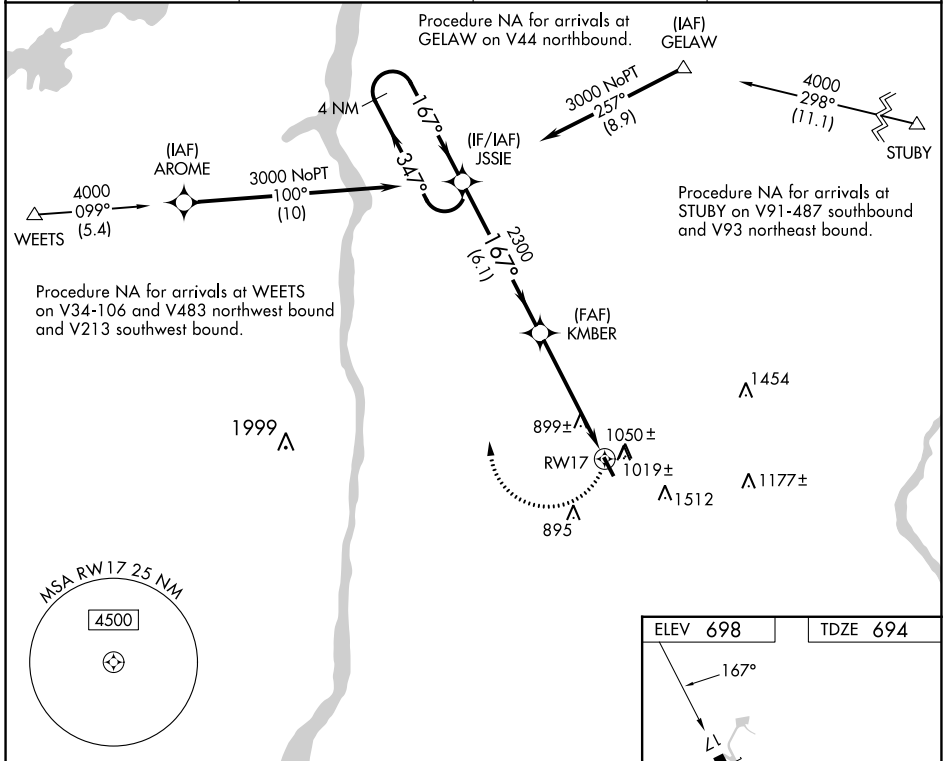 Procedure NA for arrivals at
GELAW on V44 northbound.
(IAF)
GELAW
4 NM
167°
347°
3000 NoPT
257°
(8.9)
4000
298°
(11.1)
STUBY
(IF/IAF)
JSSIE
(IAF)
AROME
3000 NoPT
100°
(10)
4000
099°
(5.4)
WEETS
Procedure NA for arrivals at
STUBY on V91-487 southbound
and V93 northeast bound.
2300
167°
(6.1)
Procedure NA for arrivals at WEETS
on V34-106 and V483 northwest bound
and V213 southwest bound.
(FAF)
KMBER
1454
1999
899±
1050±
RW17
1019±
1177±
1512
895
MSA RW17 25 NM
4500
ELEV 698
TDZE 694
167°
17